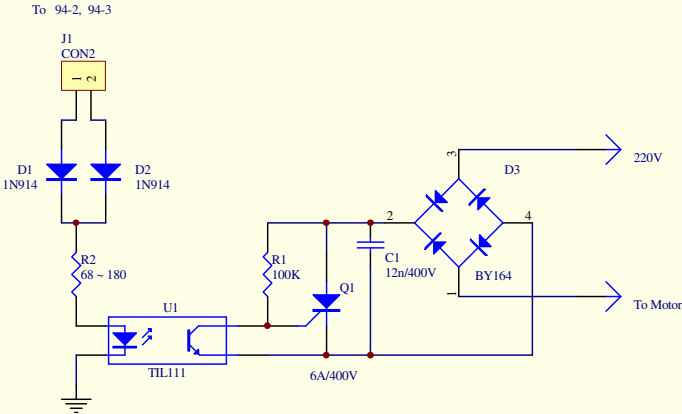 To 94-2, 94-3
J1
CON2
1 2
D1
1N914
D2
1N914
3
D3
220V
2
4
R2
68 ~ 180
R1
100K
C1
12n/400V
BY164
Q1
1
To Motor
U1
TIL111
6A/400V